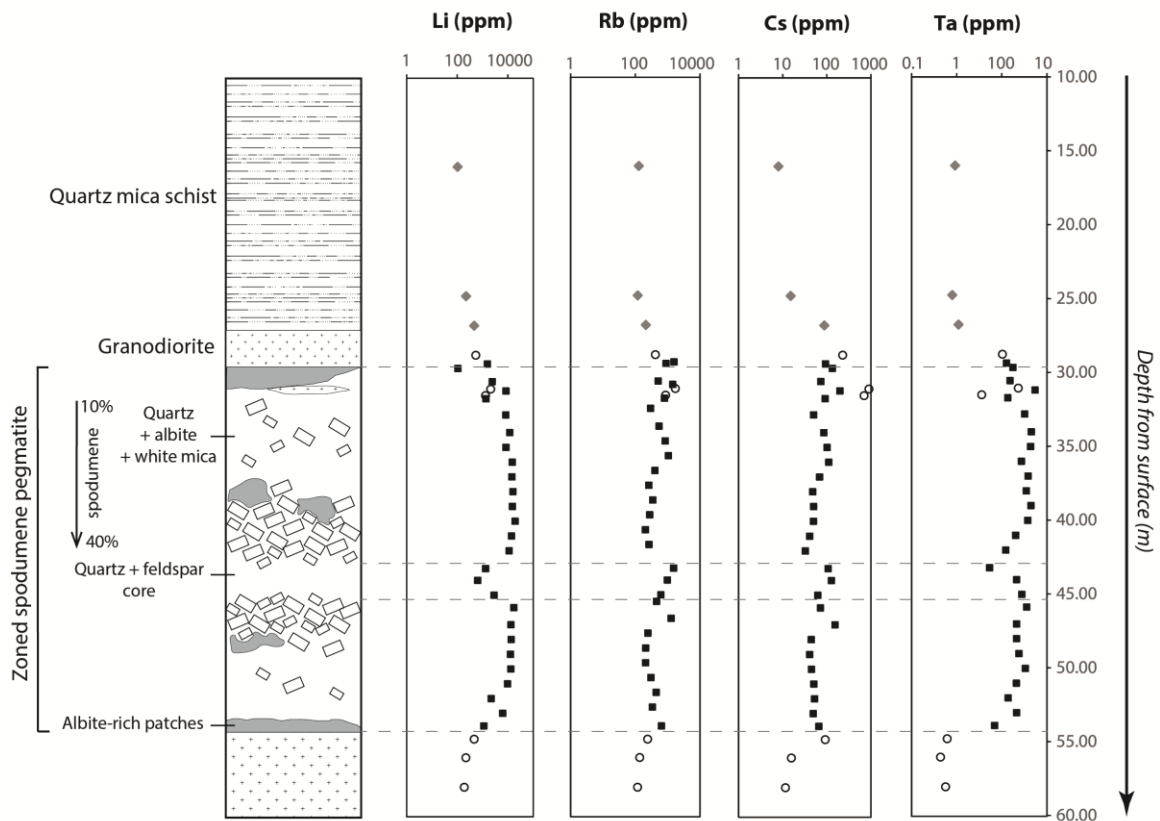 Li (ppm)
Rb (ppm)
Cs (ppm)
Ta (ppm)
1 100 10000
1 100 10000
1 10 100 1000
0.1 1 100 10
10.00
15.00
20.00
25.00
30.00
35.00
40.00
45.00
50.00
55.00
60.00
Depth from surface (m)
Quartz mica schist
Granodiorite
Zoned spodumene pegmatite
10%
spodumene
40%
Quartz
+ albite
+ white mica
Quartz + feldspar
core
Albite-rich patches